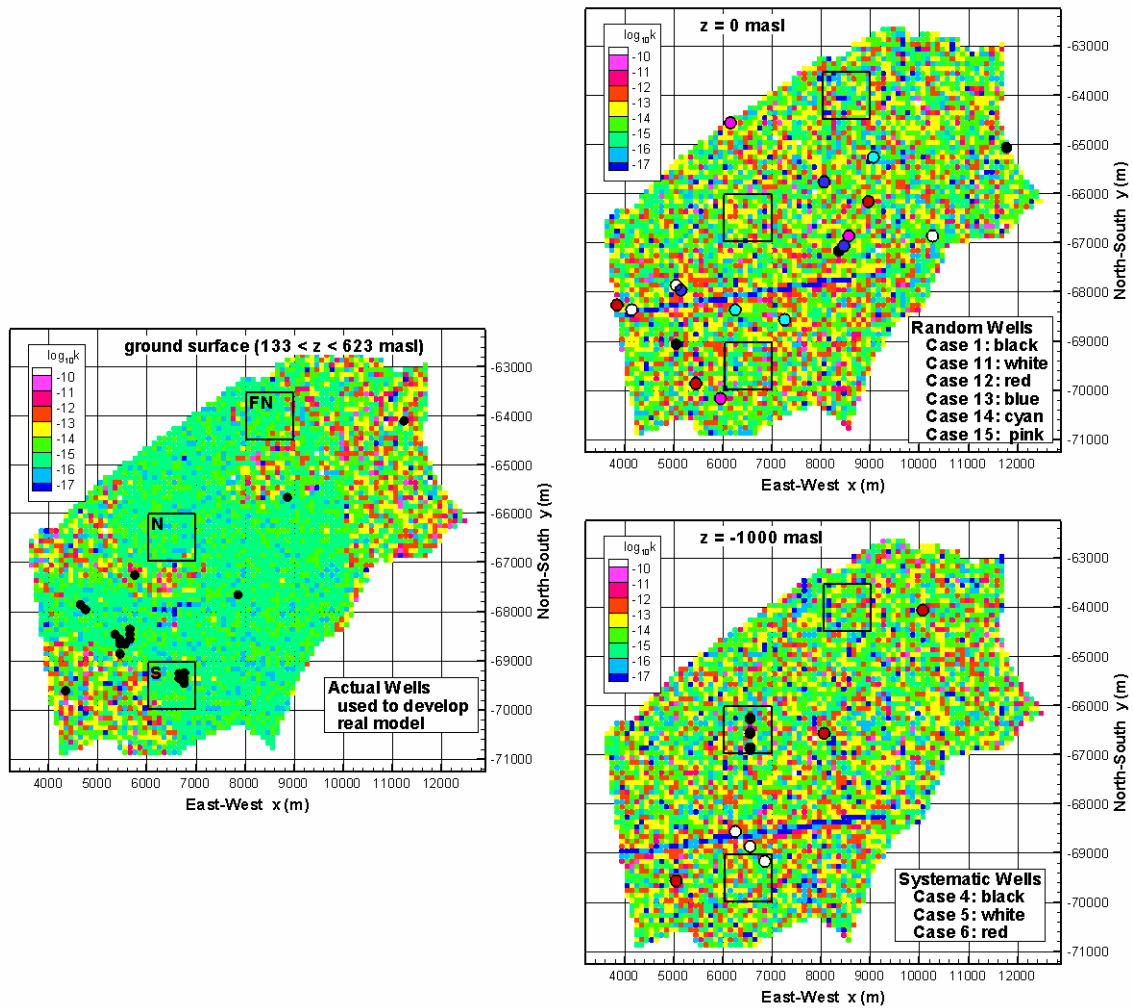 ground surface (133 < z < 623 masl)
log10k
-10
-11
-12
-13
-14
-15
-16
-17
FN
N
S
Actual Wells
used to develop
real model
-63000
-64000
-65000
-66000
-67000
-68000
-69000
-70000
-71000
North-South y (m)
4000 5000 6000 7000 8000 9000 10000 11000 12000
East-West x (m)
z = 0 masl
log10k
-10
-11
-12
-13
-14
-15
-16
-17
Random Wells
Case 1: black
Case 11: white
Case 12: red
Case 13: blue
Case 14: cyan
Case 15: pink
-63000
-64000
-65000
-66000
-67000
-68000
-69000
-70000
-71000
North-South y (m)
4000 5000 6000 7000 8000 9000 10000 11000 12000
East-West x (m)
z = -1000 masl
log10k
-10
-11
-12
-13
-14
-15
-16
-17
Systematic Wells
Case 4: black
Case 5: white
Case 6: red
-63000
-64000
-65000
-66000
-67000
-68000
-69000
-70000
-71000
North-South y (m)
4000 5000 6000 7000 8000 9000 10000 11000 12000
East-West x (m)